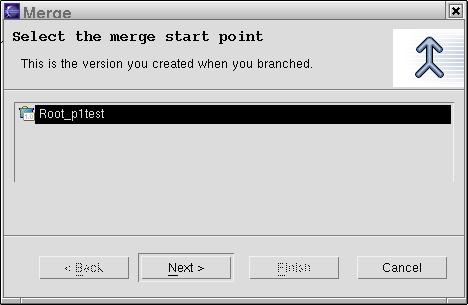 Merge
Select the merge start point
This is the version you created when you branched.
Root_p1test
< Back
Next >
Finish
Cancel